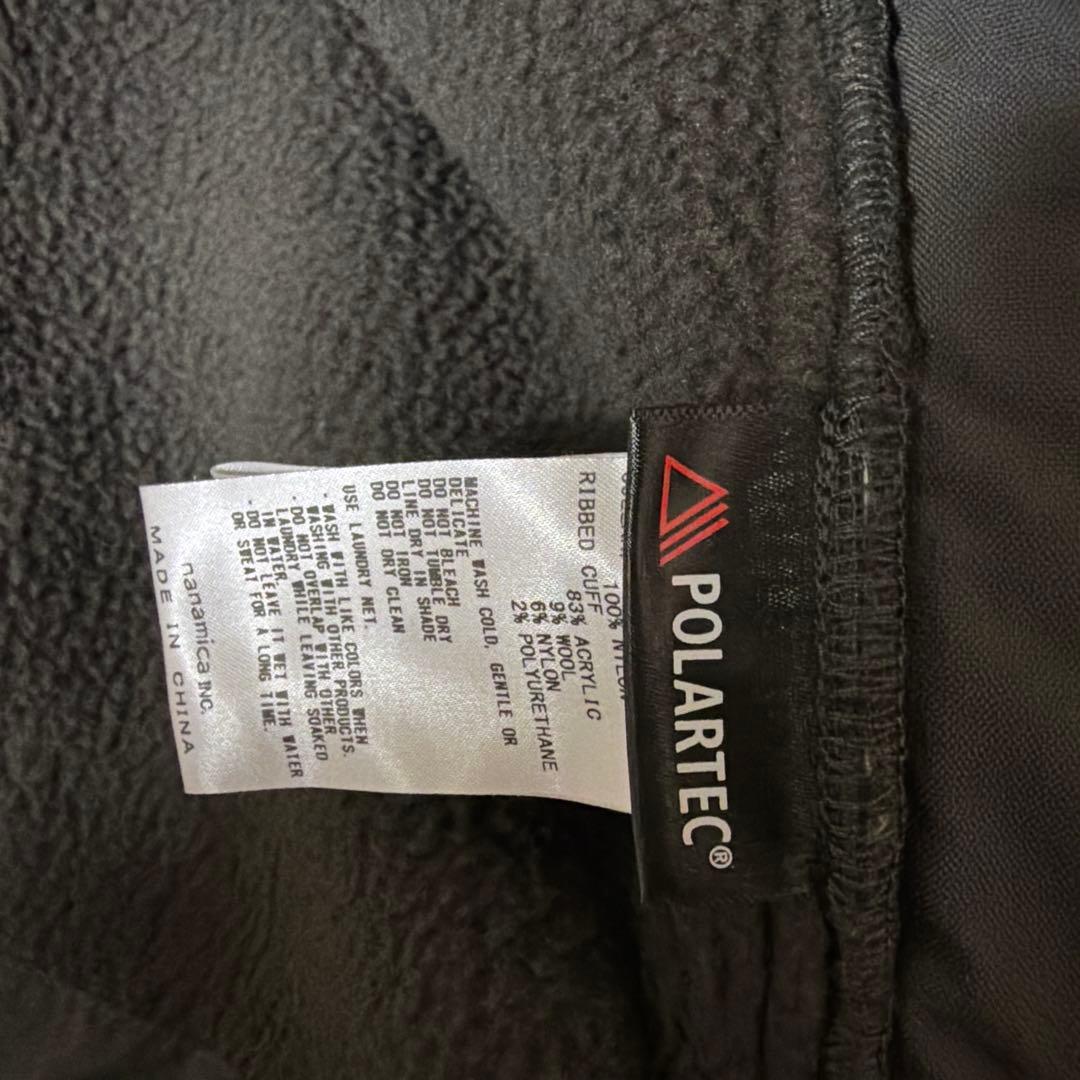 POLARTEC®
100% NYLON
RIBBED CUFF
83% ACRYLIC
9% WOOL
6% NYLON
2% POLYURETHANE
MACHINE WASH COLD, GENTLE OR
DELICATE
DO NOT BLEACH
DO NOT TUMBLE DRY
LINE DRY IN SHADE
DO NOT IRON
DO NOT DRY CLEAN
USE LAUNDRY NET.
・WASH WITH LIKE COLORS WHEN
WASHING WITH OTHER PRODUCTS.
・DO NOT OVERLAP WITH OTHER
LAUNDRY WHILE LEAVING SOAKED
IN WATER.
・DO NOT LEAVE IT WET WITH WATER
OR SWEAT FOR A LONG TIME.
nanamica INC.
MADE IN CHINA